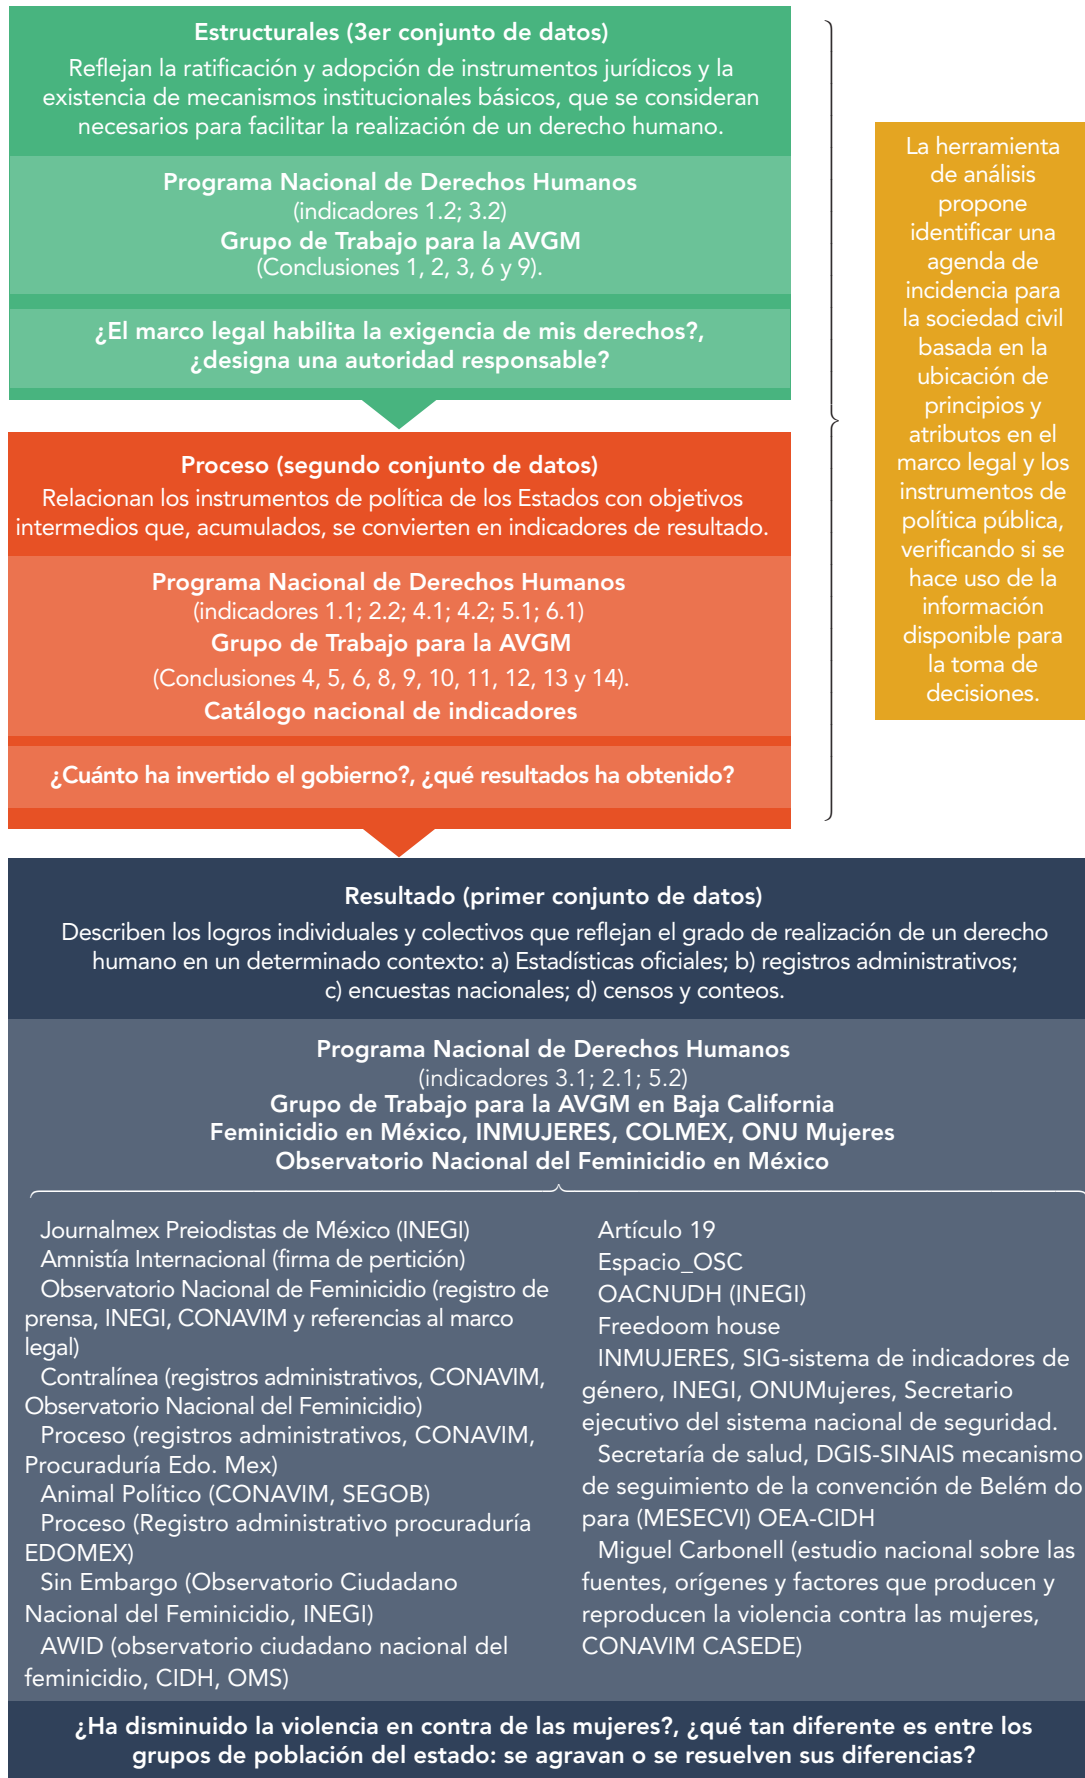 Estructurales (3er conjunto de datos)
Reflejan la ratificación y adopción de instrumentos jurídicos y la
existencia de mecanismos institucionales básicos, que se consideran
necesarios para facilitar la realización de un derecho humano.
Programa Nacional de Derechos Humanos
(indicadores 1.2; 3.2)
Grupo de Trabajo para la AVGM
(Conclusiones 1, 2, 3, 6 y 9).
¿El marco legal habilita la exigencia de mis derechos?,
¿designa una autoridad responsable?
Proceso (segundo conjunto de datos)
Relacionan los instrumentos de política de los Estados con objetivos
intermedios que, acumulados, se convierten en indicadores de resultado.
Programa Nacional de Derechos Humanos
(indicadores 1.1; 2.2; 4.1; 4.2; 5.1; 6.1)
Grupo de Trabajo para la AVGM
(Conclusiones 4, 5, 6, 8, 9, 10, 11, 12, 13 y 14).
Catálogo nacional de indicadores
¿Cuánto ha invertido el gobierno?, ¿qué resultados ha obtenido?
La herramienta
de análisis
propone
identificar una
agenda de
incidencia para
la sociedad civil
basada en la
ubicación de
principios y
atributos en el
marco legal y los
instrumentos de
política pública,
verificando si se
hace uso de la
información
disponible para
la toma de
decisiones.
Resultado (primer conjunto de datos)
Describen los logros individuales y colectivos que reflejan el grado de realización de un derecho
humano en un determinado contexto: a) Estadísticas oficiales; b) registros administrativos;
c) encuestas nacionales; d) censos y conteos.
Programa Nacional de Derechos Humanos
(indicadores 3.1; 2.1; 5.2)
Grupo de Trabajo para la AVGM en Baja California
Feminicidio en México, INMUJERES, COLMEX, ONU Mujeres
Observatorio Nacional del Feminicidio en México
Journalmex Preiodistas de México (INEGI)
Amnistía Internacional (firma de pertición)
Observatorio Nacional de Feminicidio (registro de
prensa, INEGI, CONAVIM y referencias al marco
legal)
Contralínea (registros administrativos, CONAVIM,
Observatorio Nacional del Feminicidio)
Proceso (registros administrativos, CONAVIM,
Procuraduría Edo. Mex)
Animal Político (CONAVIM, SEGOB)
Proceso (Registro administrativo procuraduría
EDOMEX)
Sin Embargo (Observatorio Ciudadano
Nacional del Feminicidio, INEGI)
AWID (observatorio ciudadano nacional del
feminicidio, CIDH, OMS)
Artículo 19
Espacio_OSC
OACNUDH (INEGI)
Freedoom house
INMUJERES, SIG-sistema de indicadores de
género, INEGI, ONUMujeres, Secretario
ejecutivo del sistema nacional de seguridad.
Secretaría de salud, DGIS-SINAIS mecanismo
de seguimiento de la convención de Belém do
para (MESECVI) OEA-CIDH
Miguel Carbonell (estudio nacional sobre las
fuentes, orígenes y factores que producen y
reproducen la violencia contra las mujeres,
CONAVIM CASEDE)
¿Ha disminuido la violencia en contra de las mujeres?, ¿qué tan diferente es entre los
grupos de población del estado: se agravan o se resuelven sus diferencias?